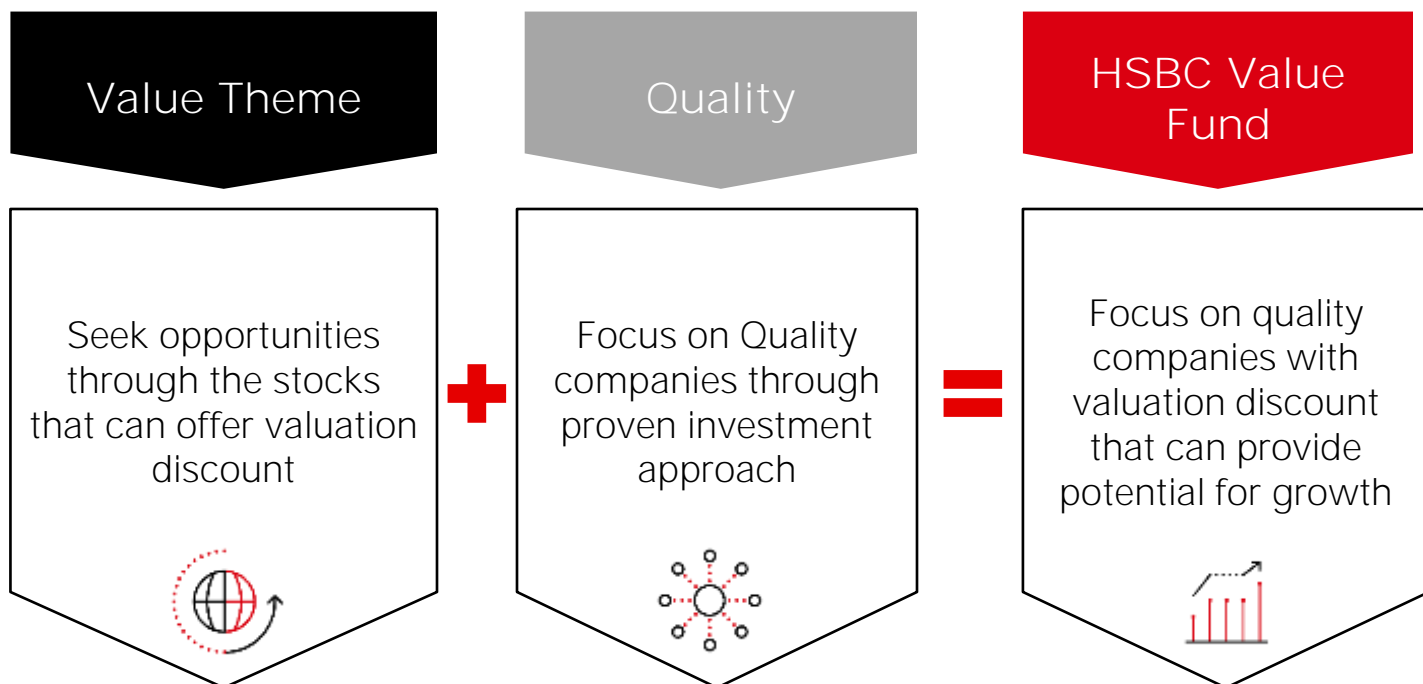 Value Theme
Quality
HSBC Value
Fund
Seek opportunities
through the stocks
that can offer valuation
discount
Focus on Quality
companies through
proven investment
approach
Focus on quality
companies with
valuation discount
that can provide
potential for growth